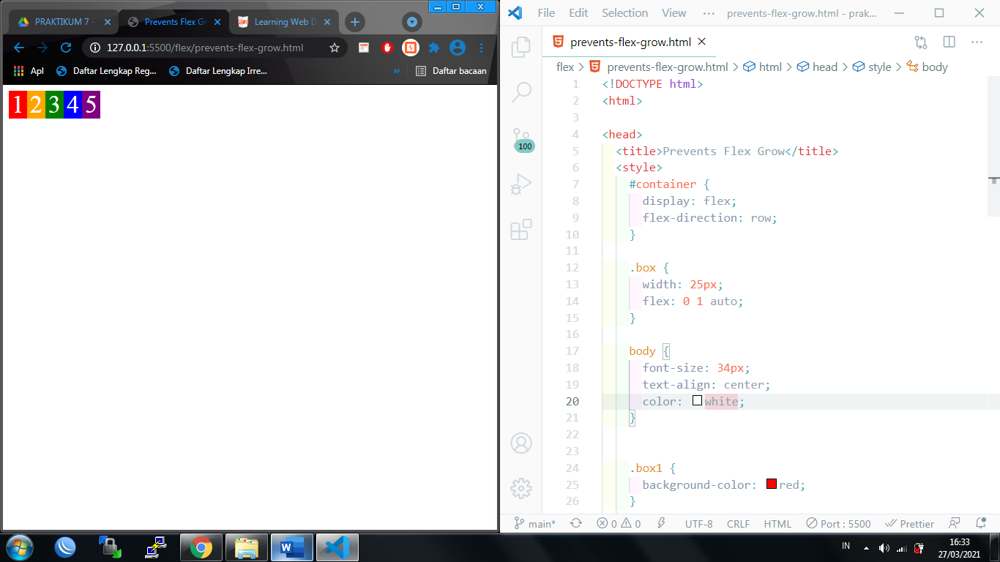 PRAKTIKUM 7 -
Prevents Flex Gr
Learning Web D
127.0.0.1:5500/flex/prevents-flex-grow.html
Apl
Daftar Lengkap Reg...
Daftar Lengkap Irre...
»
Daftar bacaan
1 2 3 4 5
File Edit Selection View ··· prevents-flex-grow.html - prak...
prevents-flex-grow.html
flex > prevents-flex-grow.html > html > head > style > body
100
1 <!DOCTYPE html>
2 <html>
3
4 <head>
5 <title>Prevents Flex Grow</title>
6 <style>
7 #container {
8 display: flex;
9 flex-direction: row;
10 }
11
12 .box {
13 width: 25px;
14 flex: 0 1 auto;
15 }
16
17 body {
18 font-size: 34px;
19 text-align: center;
20 color: white;
21 }
22
23
24 .box1 {
25 background-color: red;
26 }
main* 0 0 UTF-8 CRLF HTML Port : 5500 Prettier
IN
16:33
27/03/2021